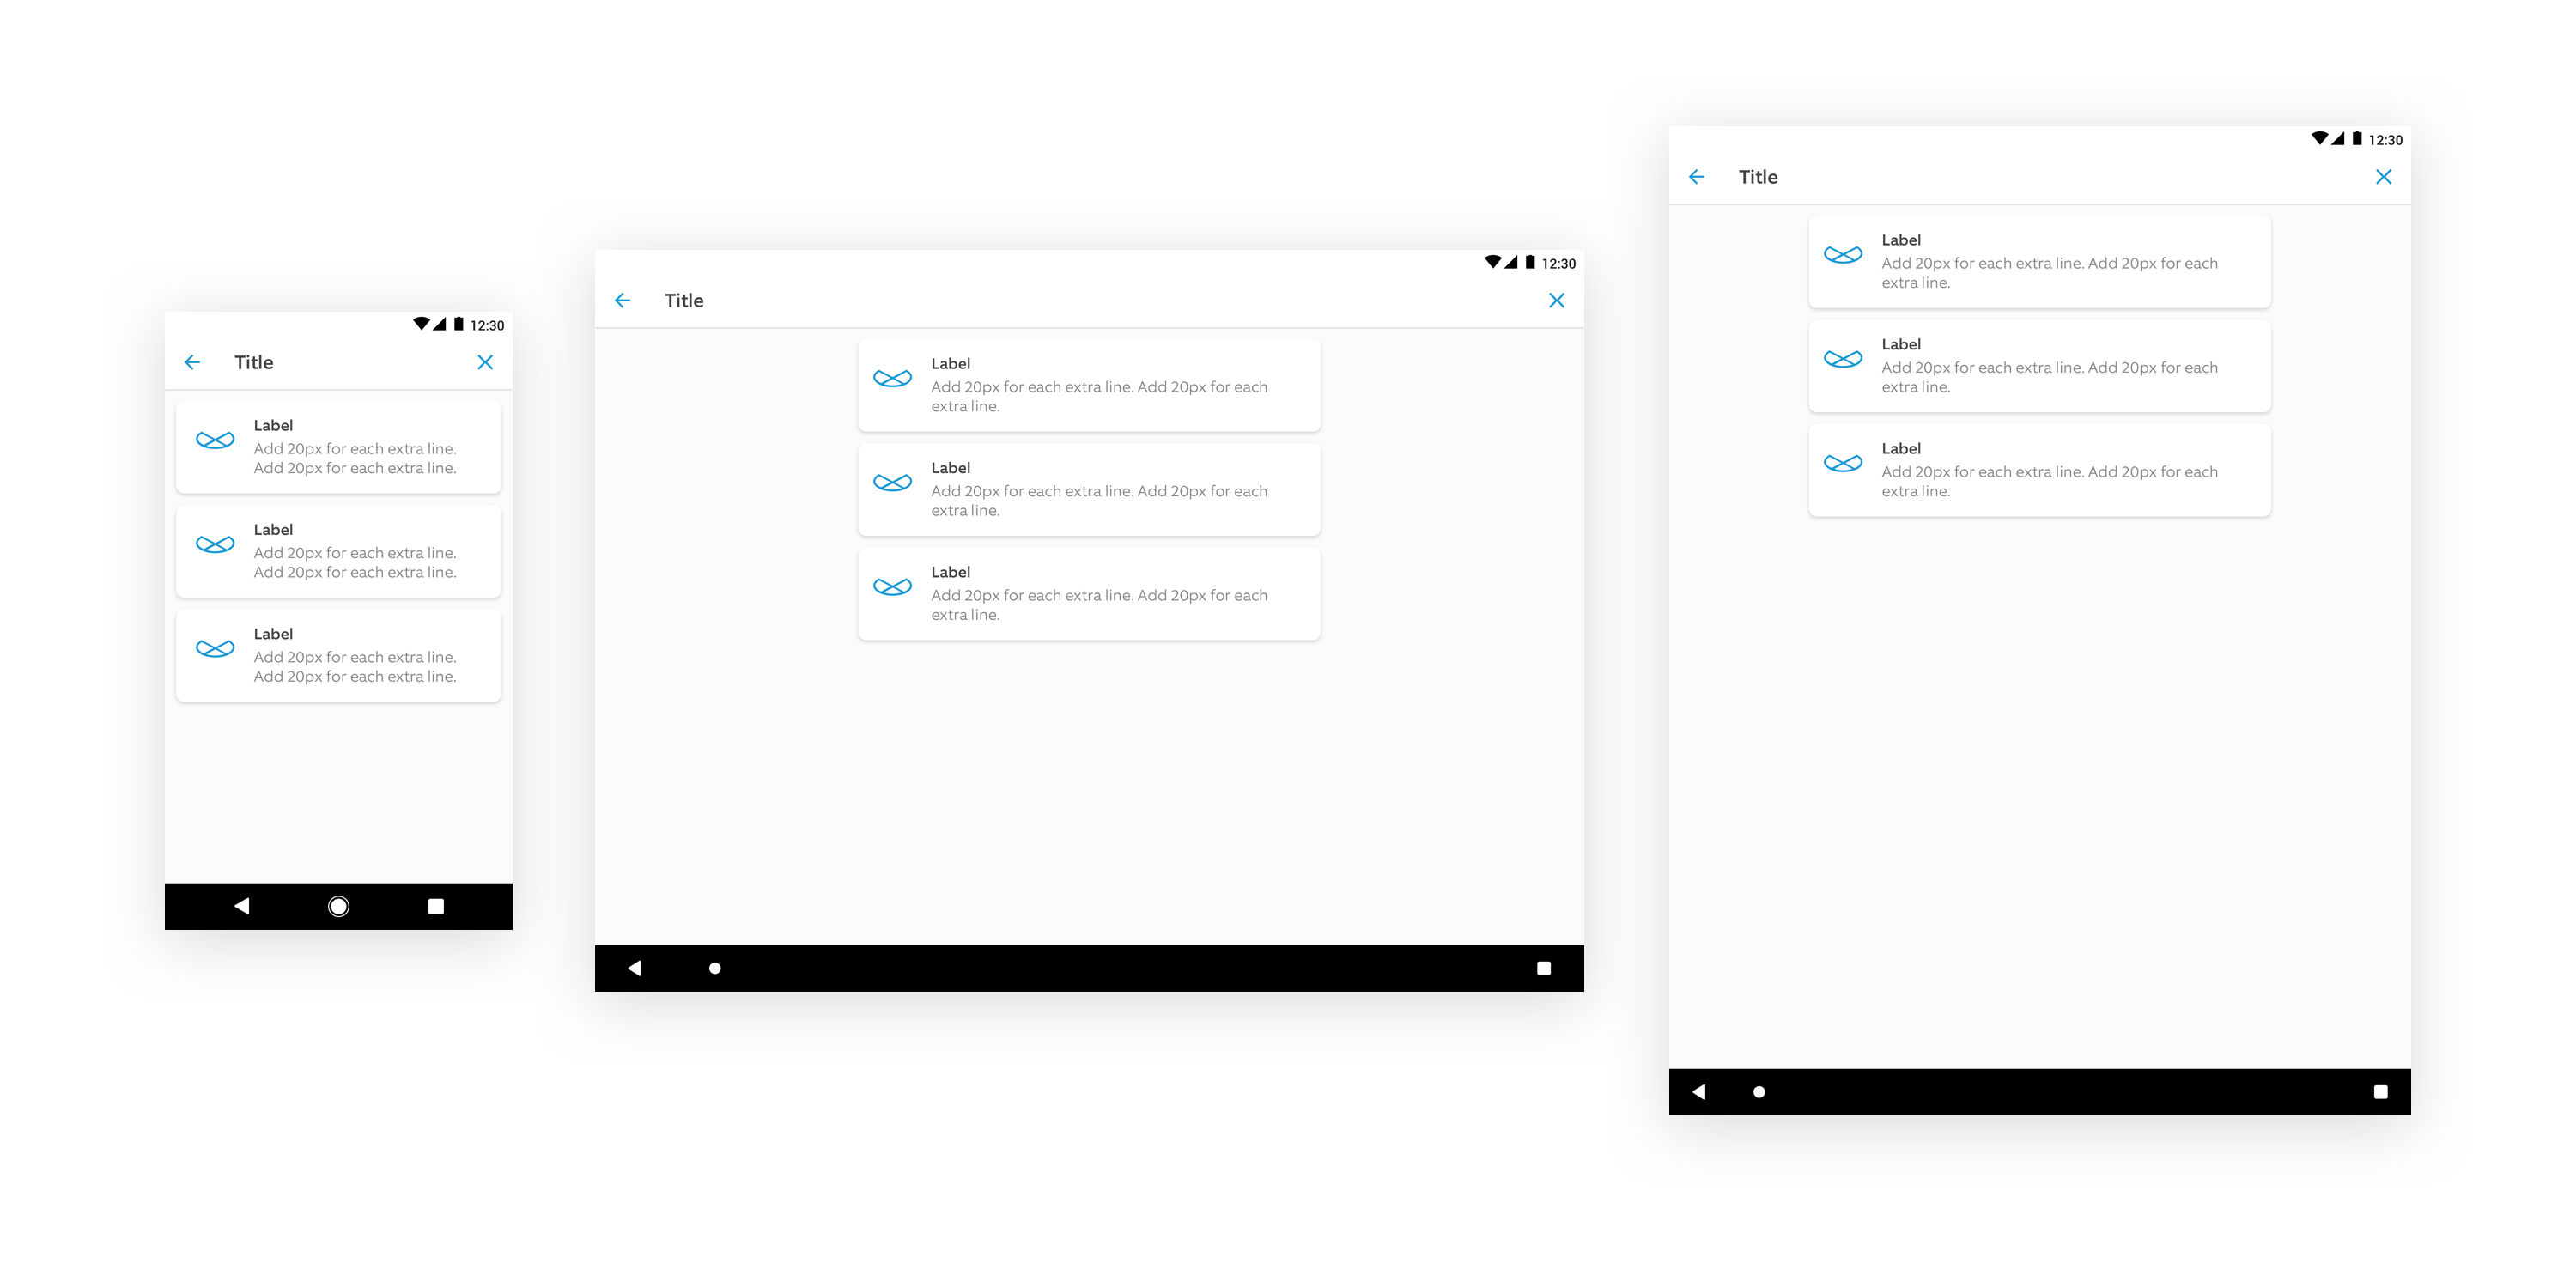 12:30
Title
Label
Add 20px for each extra line.
Add 20px for each extra line.
Label
Add 20px for each extra line.
Add 20px for each extra line.
Label
Add 20px for each extra line.
Add 20px for each extra line.
12:30
Title
Label
Add 20px for each extra line. Add 20px for each
extra line.
Label
Add 20px for each extra line. Add 20px for each
extra line.
Label
Add 20px for each extra line. Add 20px for each
extra line.
12:30
Title
Label
Add 20px for each extra line. Add 20px for each
extra line.
Label
Add 20px for each extra line. Add 20px for each
extra line.
Label
Add 20px for each extra line. Add 20px for each
extra line.